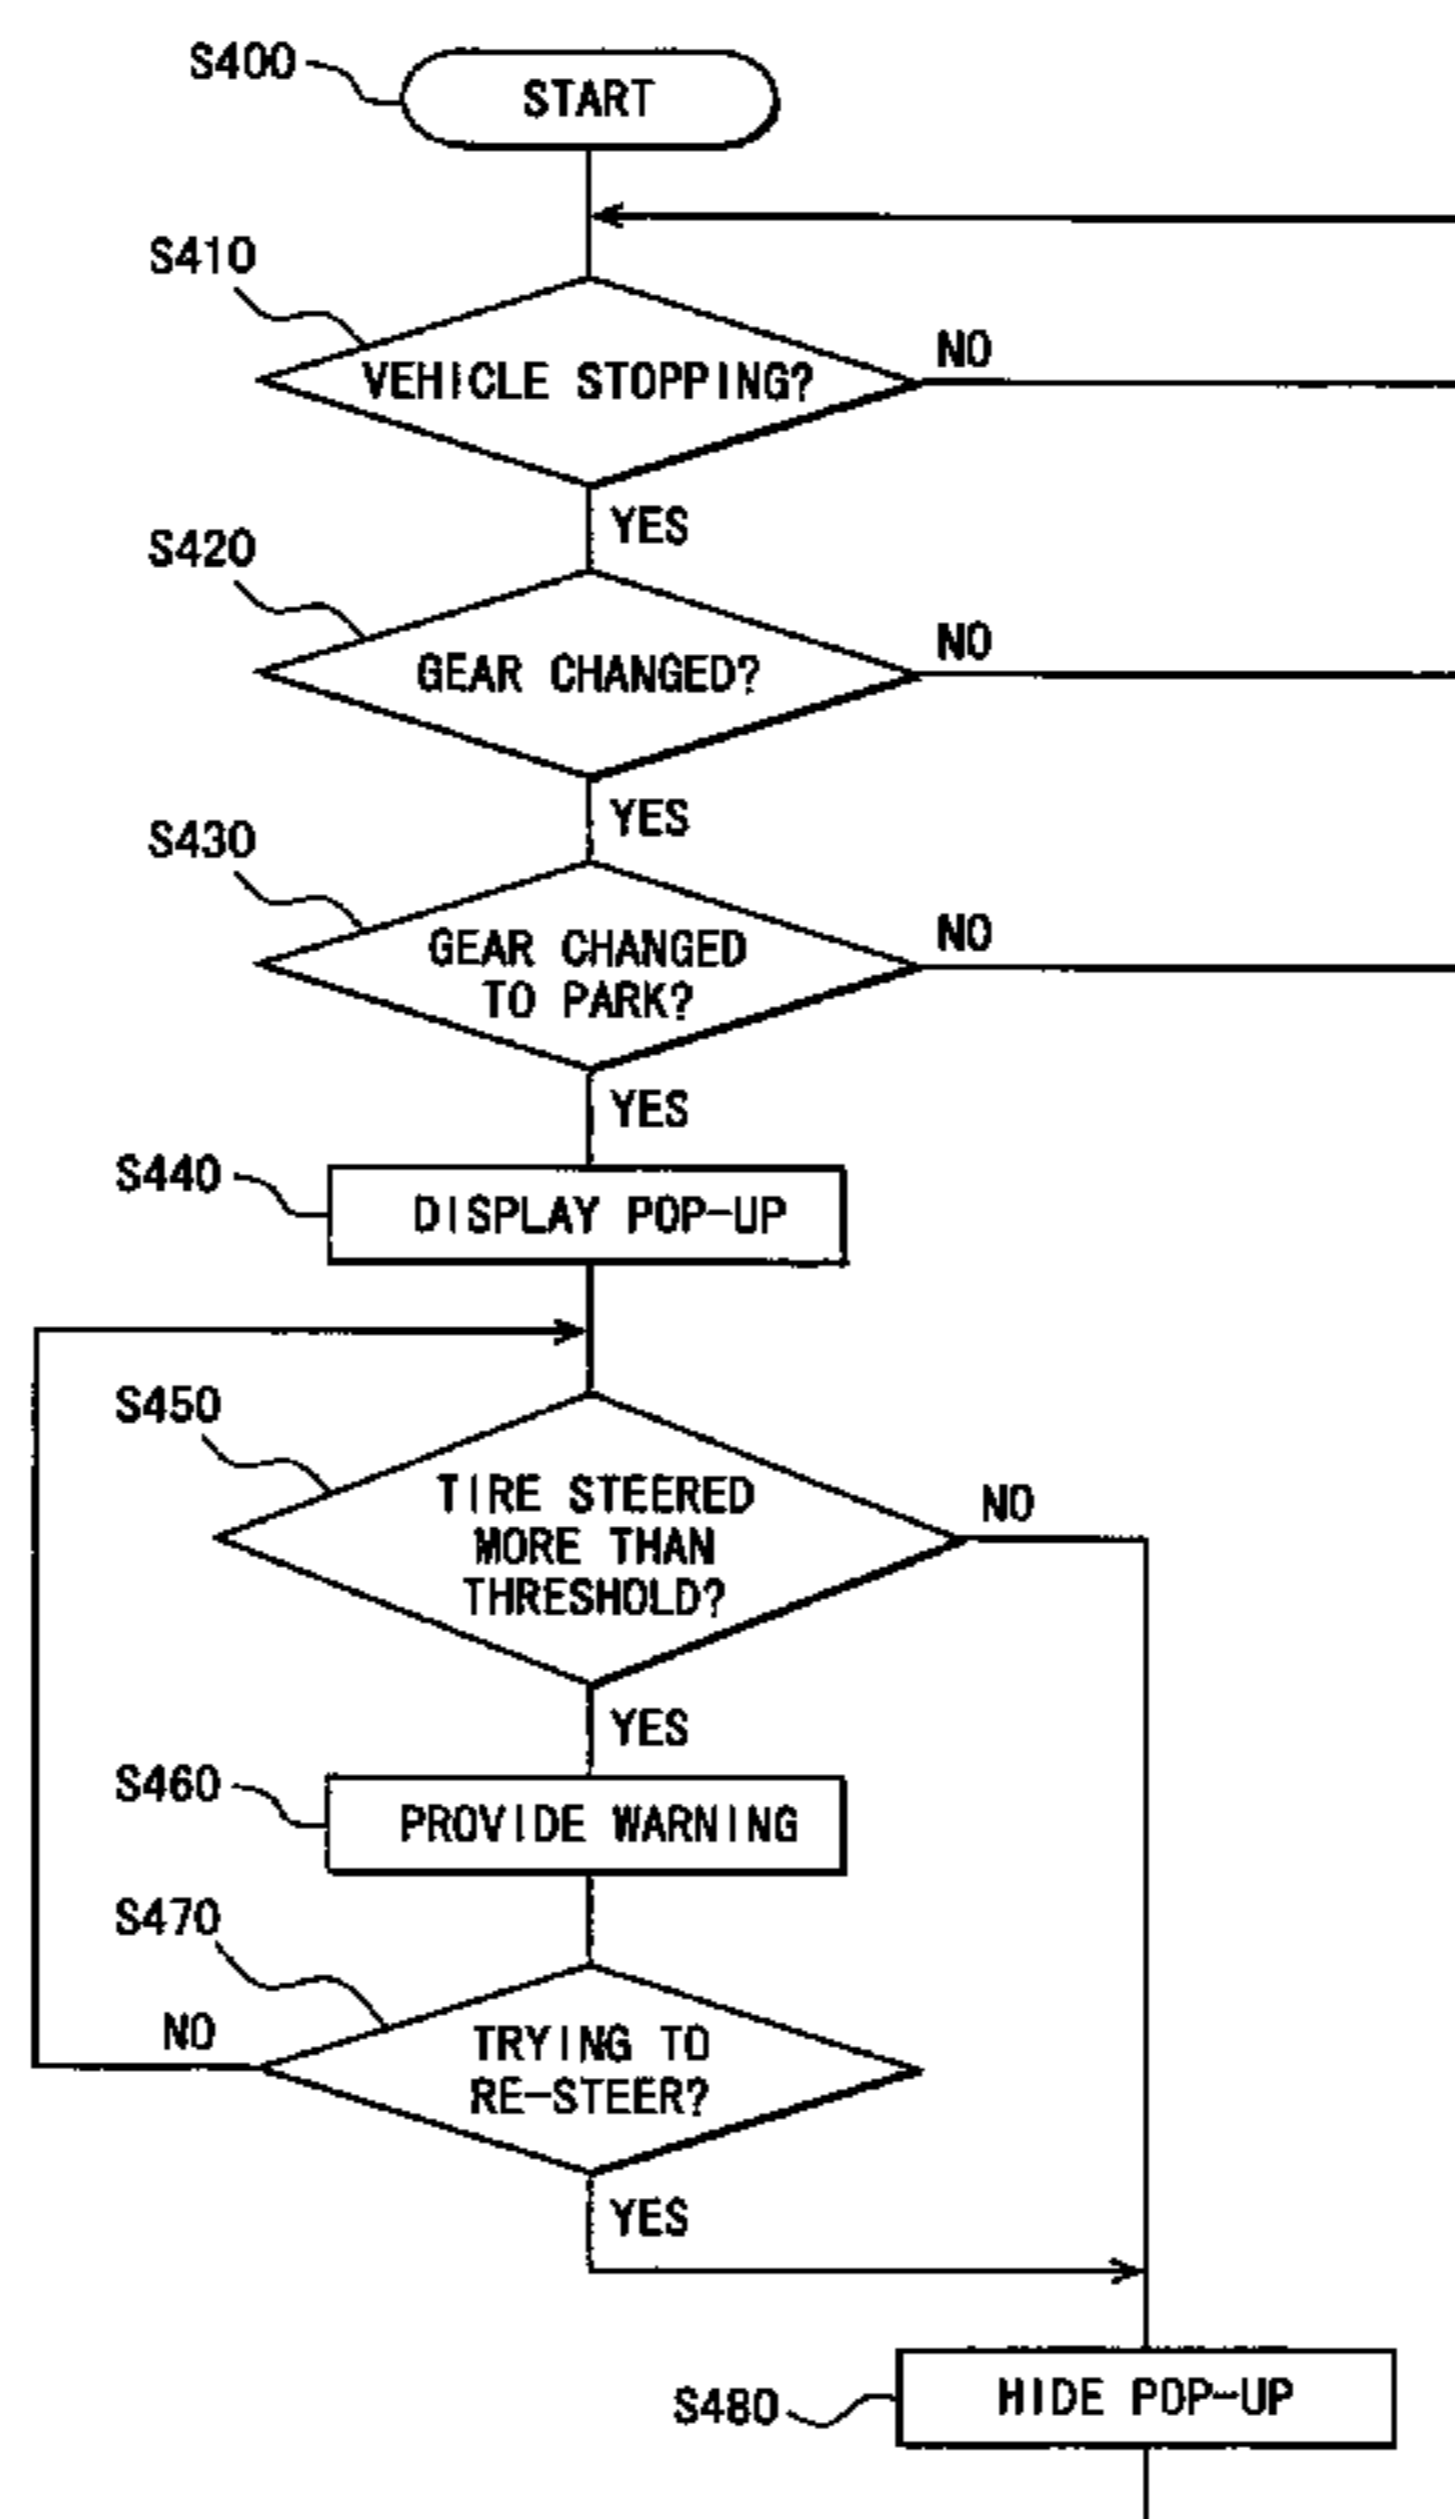 S400
START
S410
VEHICLE STOPPING?
NO
YES
S420
GEAR CHANGED?
NO
YES
S430
GEAR CHANGED
TO PARK?
NO
YES
S440
DISPLAY POP-UP
S450
TIRE STEERED
MORE THAN
THRESHOLD?
NO
YES
S460
PROVIDE WARNING
S470
TRYING TO
RE-STEER?
NO
YES
S480
HIDE POP-UP